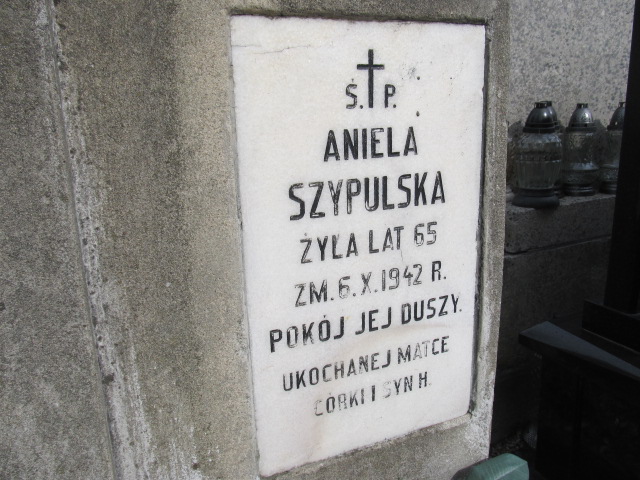 Ś. P.
ANIELA
SZYPULSKA
ŻYŁA LAT 65
ZM. 6. X. 1942 R.
POKÓJ JEJ DUSZY.
UKOCHANEJ MATCE
CÓRKI I SYN H.